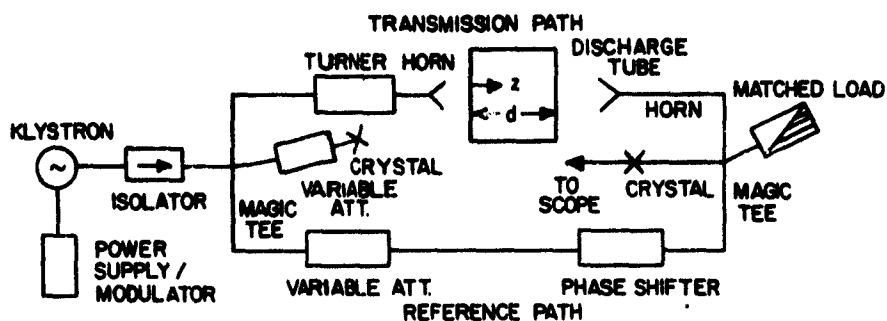 TRANSMISSION PATH
TURNER HORN
DISCHARGE
TUBE
MATCHED LOAD
z
d
HORN
KLYSTRON
~
CRYSTAL
VARIABLE
ATT.
TO
SCOPE
CRYSTAL
MAGIC
TEE
ISOLATOR
MAGIC
TEE
POWER
SUPPLY/
MODULATOR
VARIABLE ATT.
PHASE SHIFTER
REFERENCE PATH